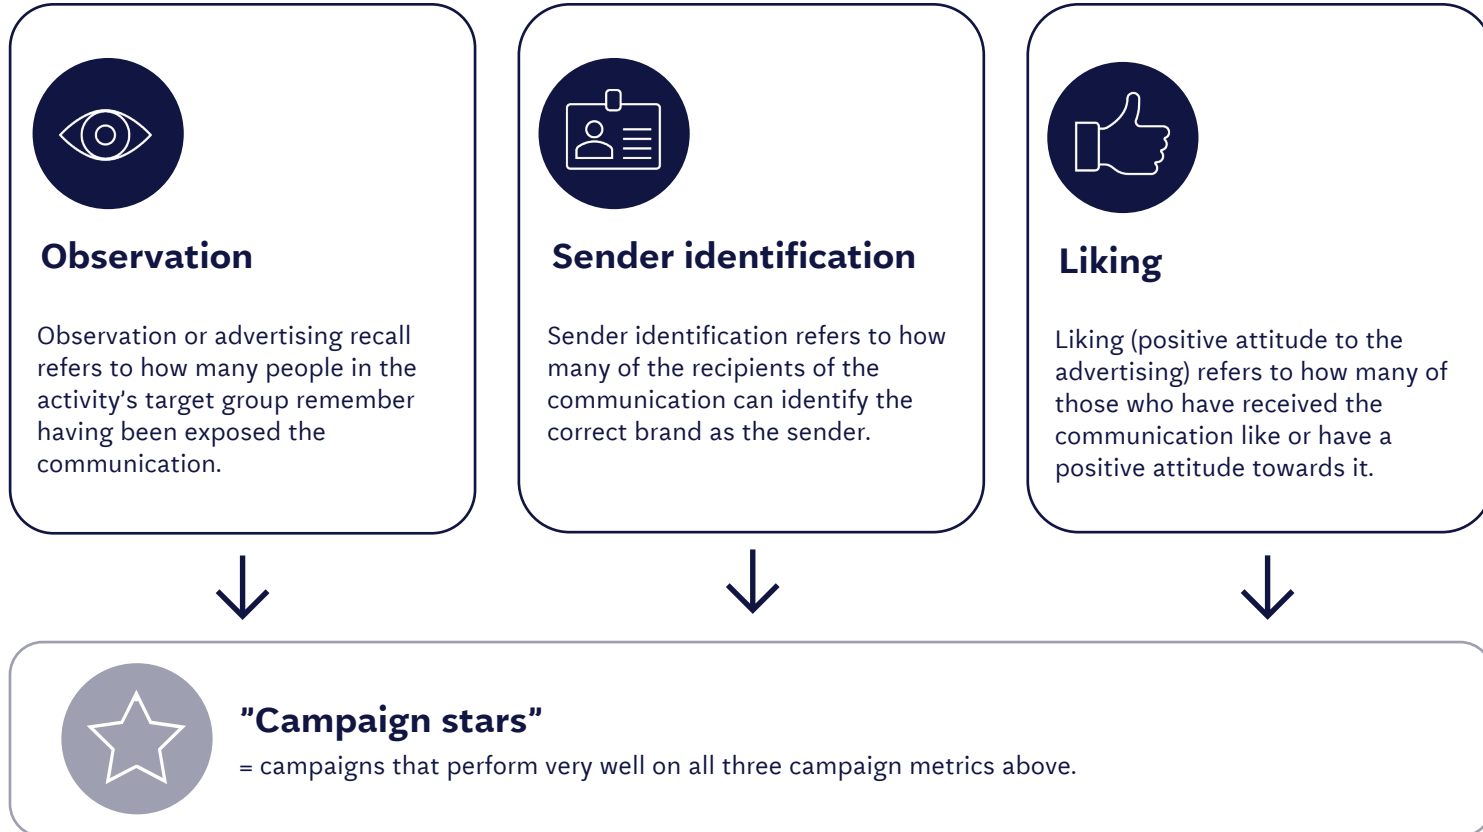 Observation
Observation or advertising recall
refers to how many people in the
activity's target group remember
having been exposed the
communication.
Sender identification
Sender identification refers to how
many of the recipients of the
communication can identify the
correct brand as the sender.
Liking
Liking (positive attitude to the
advertising) refers to how many of
those who have received the
communication like or have a
positive attitude towards it.
”Campaign stars”
= campaigns that perform very well on all three campaign metrics above.